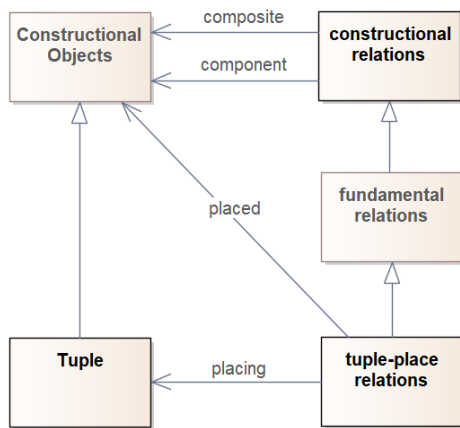 Constructional
Objects
composite
component
constructional
relations
fundamental
relations
placed
Tuple
placing
tuple-place
relations